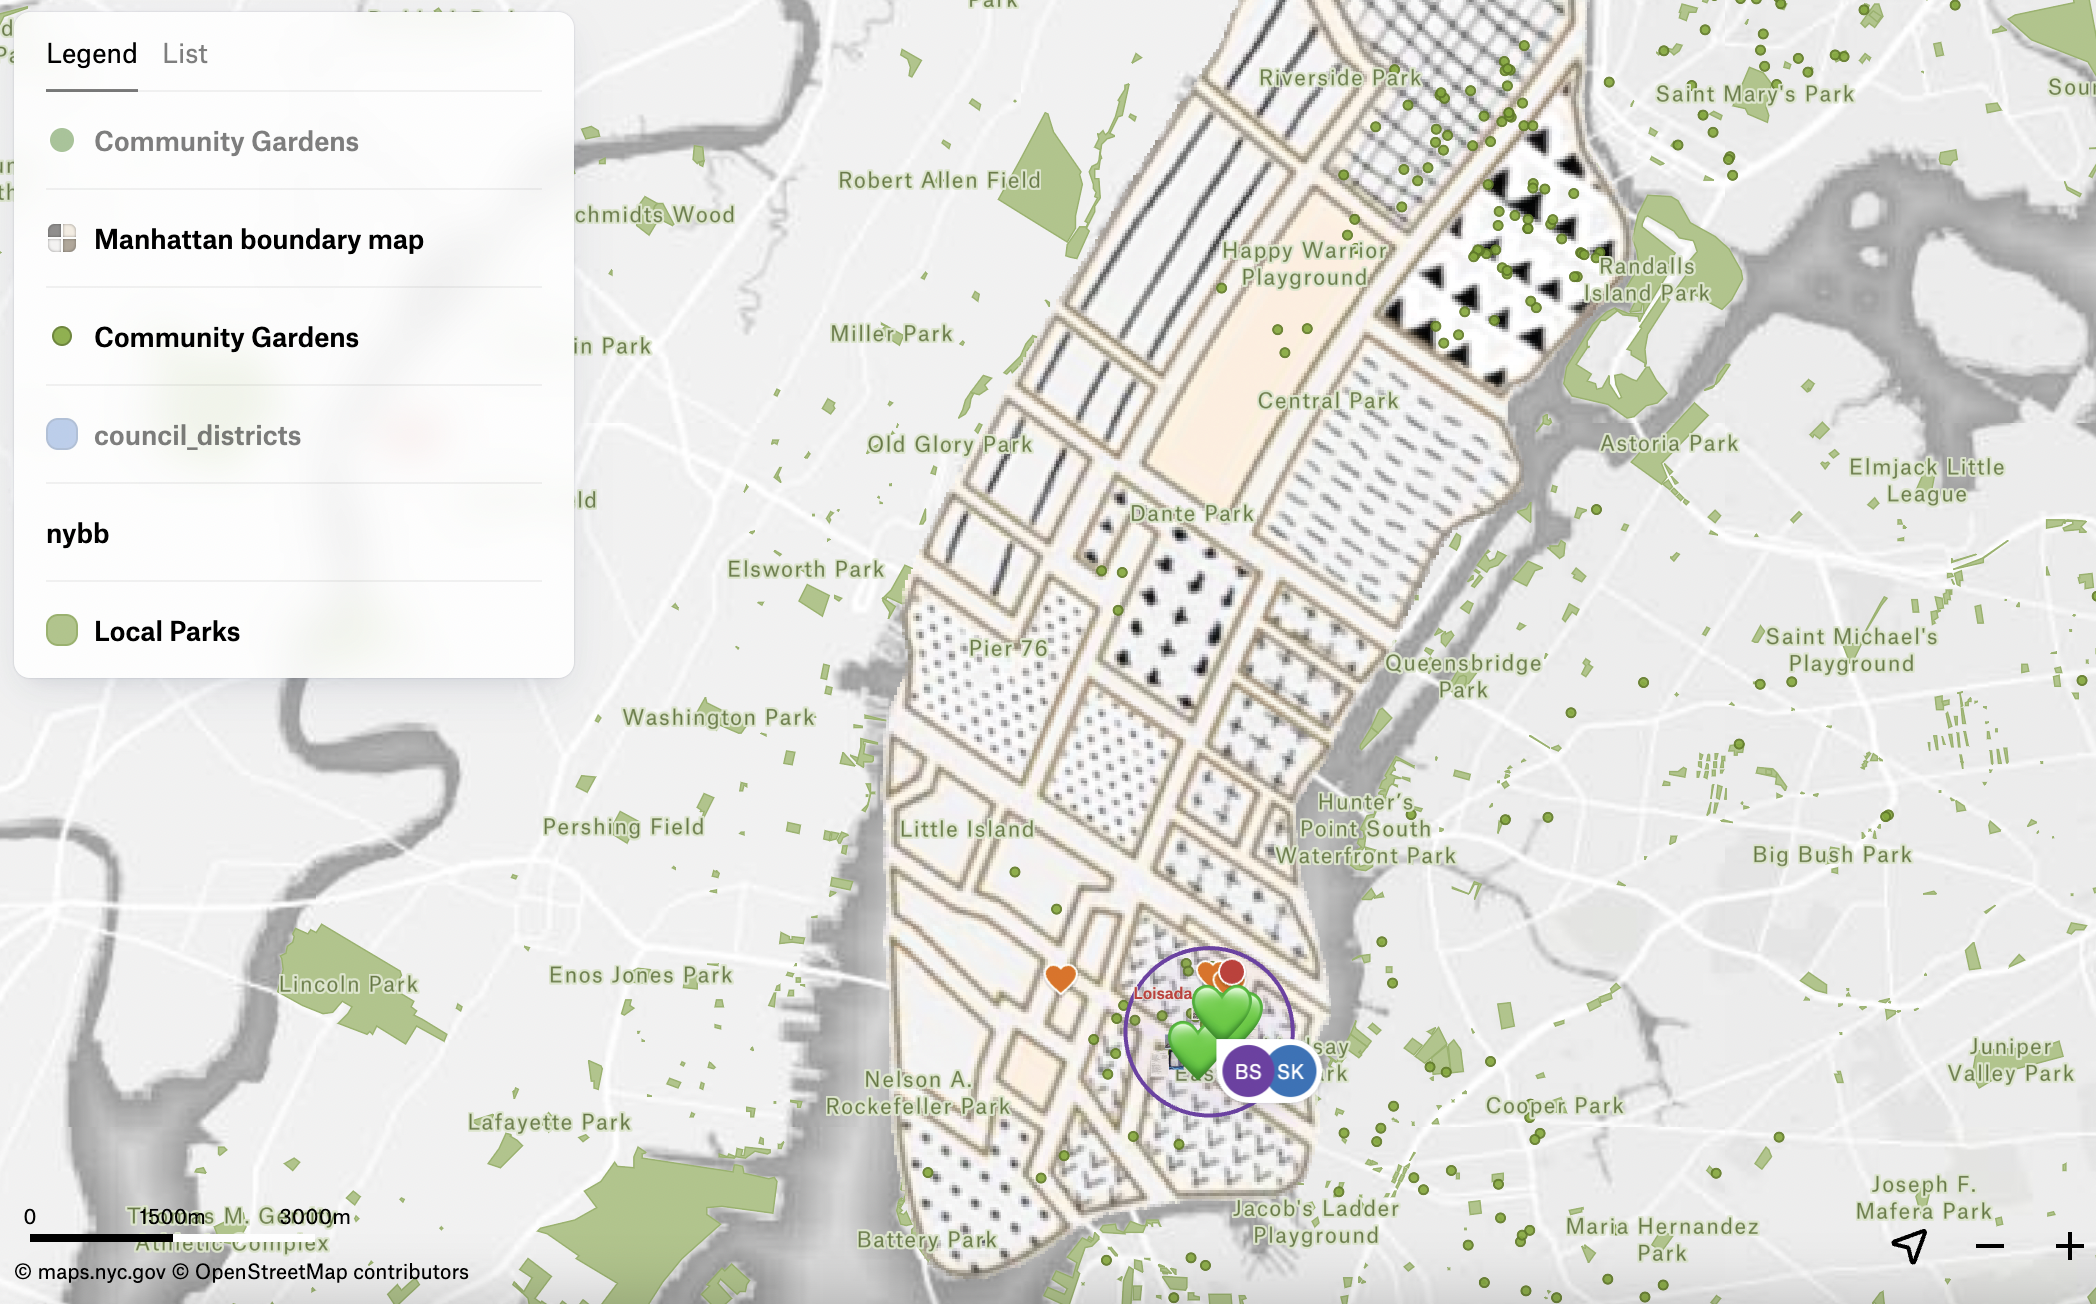 Legend List
Community Gardens
Manhattan boundary map
Community Gardens
council_districts
nybb
Local Parks
Park
Riverside Park
Saint Mary's Park
Robert Allen Field
chmidts Wood
Happy Warrior
Playground
Randalls
Island Park
in Park
Miller Park
Central Park
Old Glory Park
Astoria Park
Elmjack Little
League
ld
Dante Park
Elsworth Park
Pier 76
Saint Michael's
Playground
Queensbridge
Park
Washington Park
Hunter's
Point South
Waterfront Park
Pershing Field
Little Island
Big Bush Park
Lincoln Park
Enos Jones Park
Loisada
BS SK
Juniper
Valley Park
Nelson A.
Rockefeller Park
Cooper Park
Lafayette Park
Joseph F.
Mafera Park
Jacob's Ladder
Playground
Maria Hernandez
Park
Battery Park
0 1500m 3000m
Athletic Complex
© maps.nyc.gov © OpenStreetMap contributors